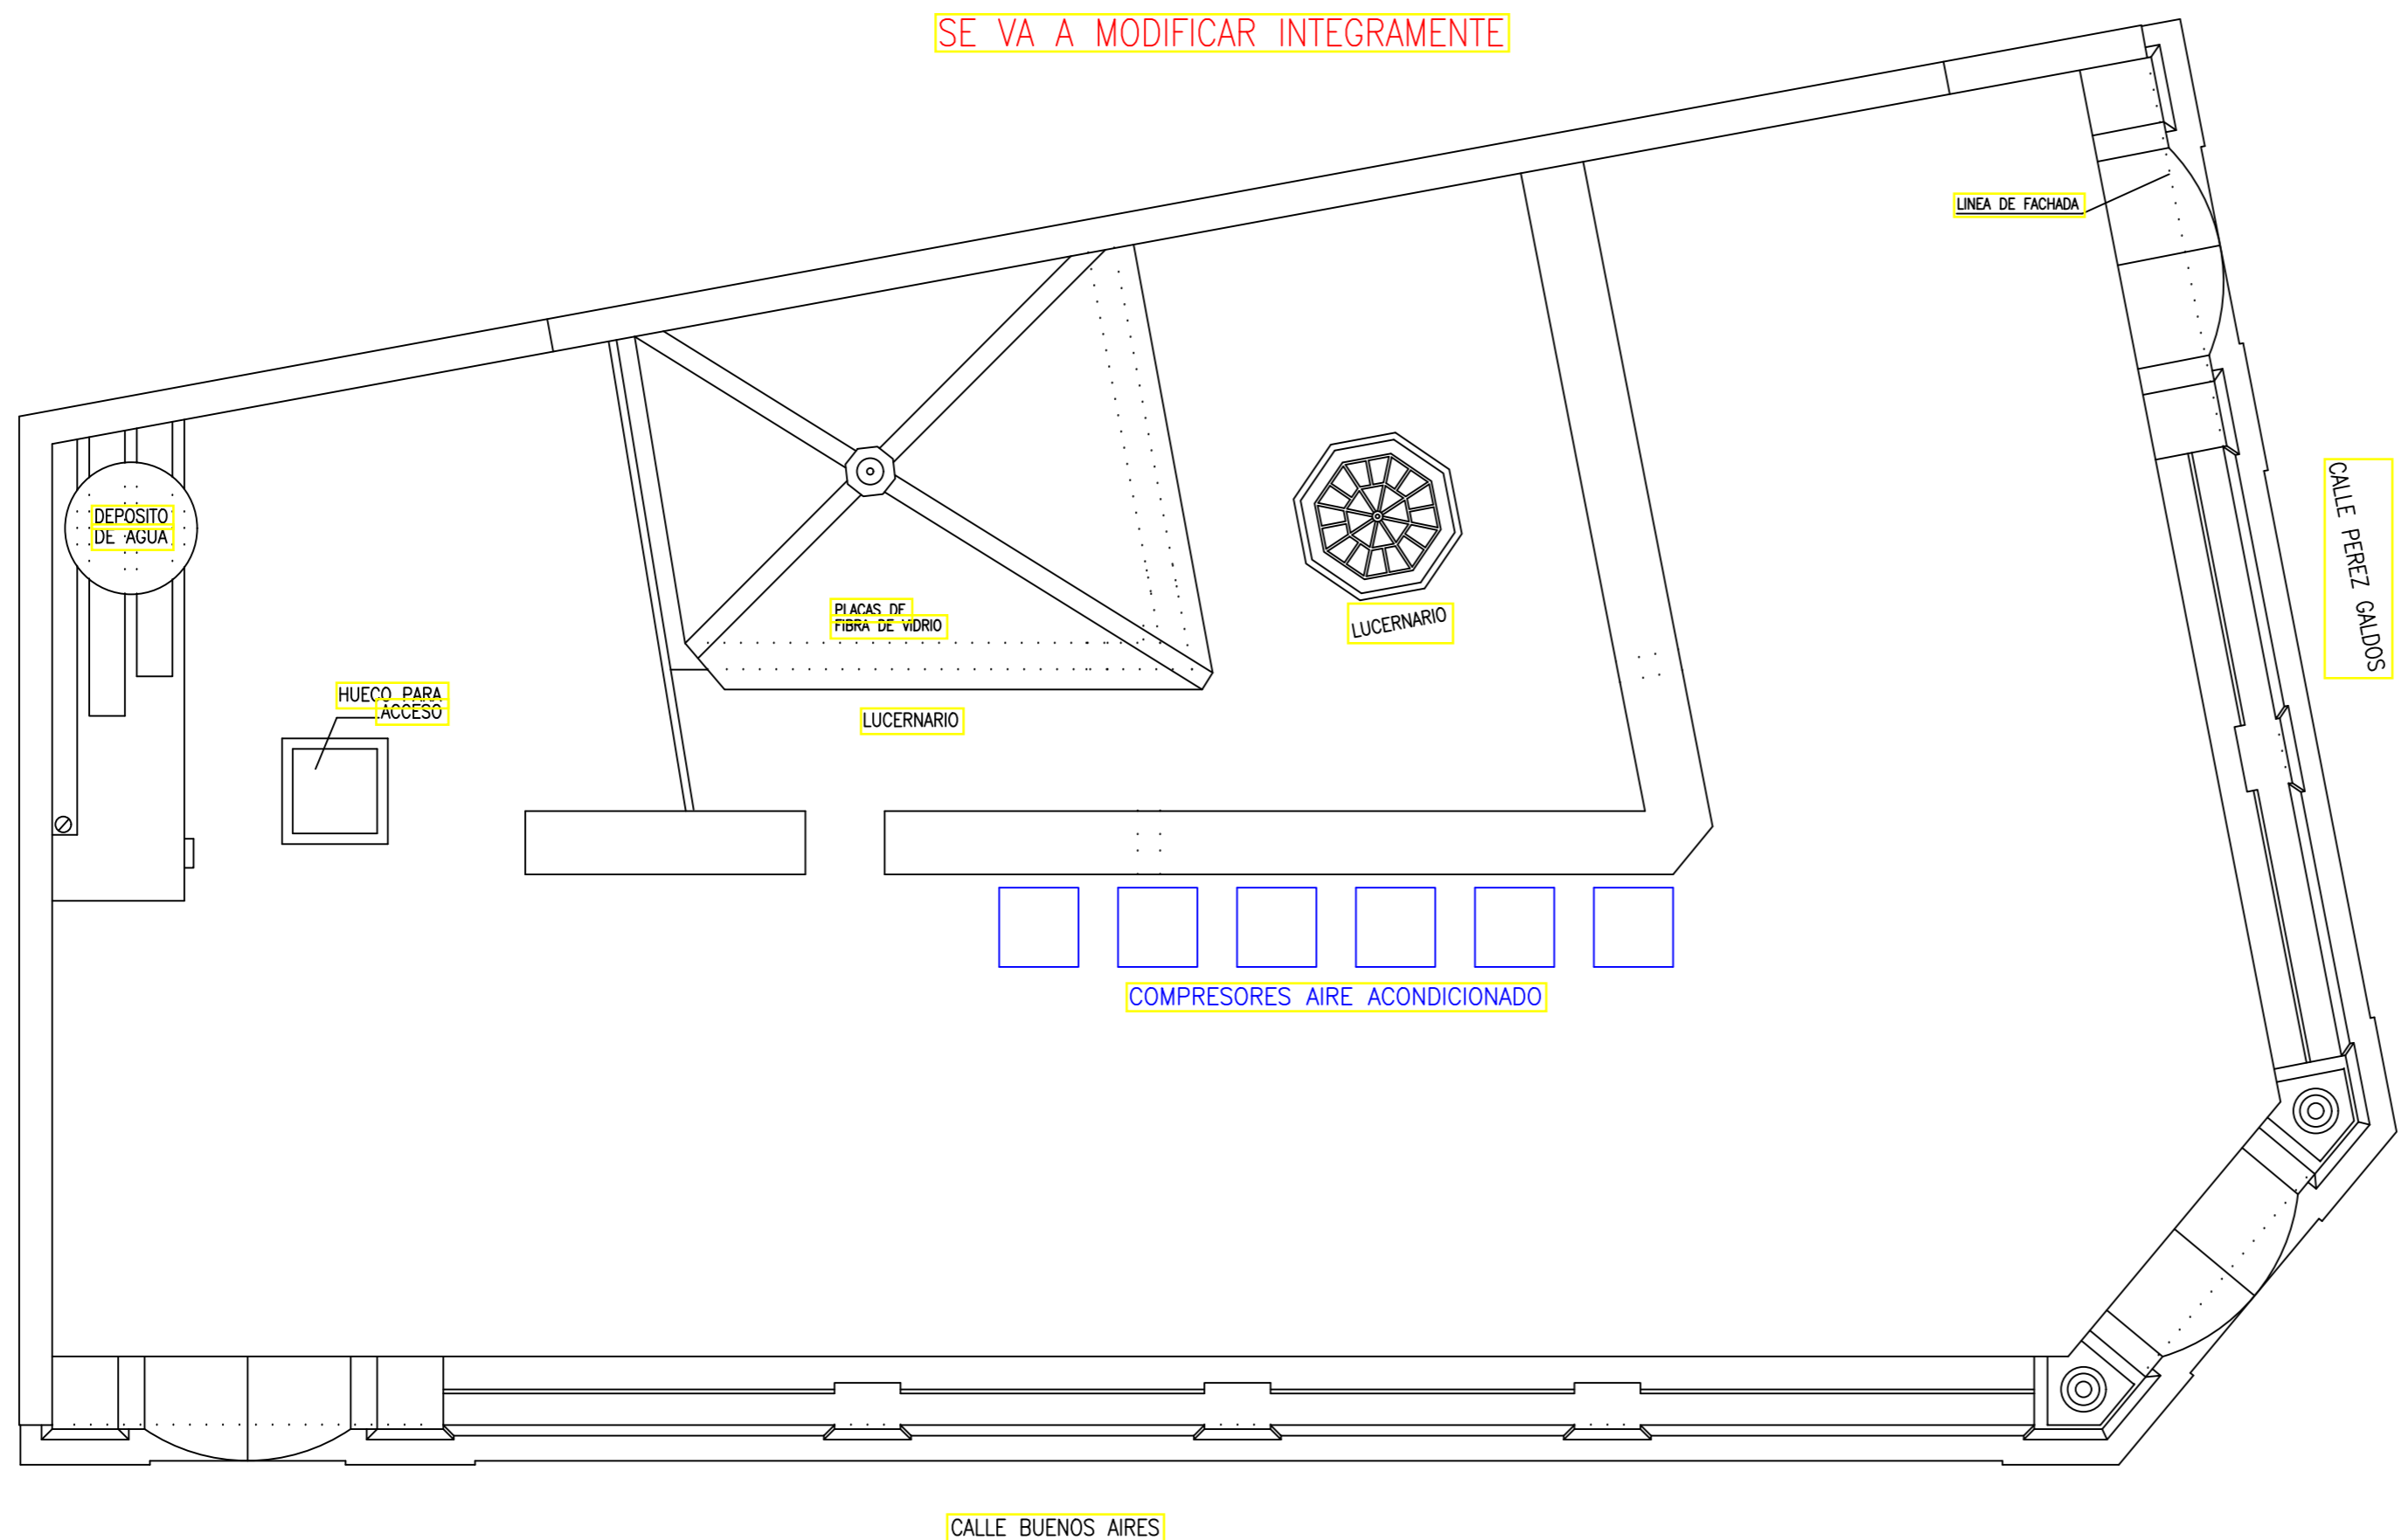 SE VA A MODIFICAR INTEGRAMENTE
LINEA DE FACHADA
CALLE PEREZ GALDOS
DEPOSITO
DE AGUA
PLACAS DE
FIBRA DE VIDRIO
LUCERNARIO
HUECO PARA
ACCESO
LUCERNARIO
COMPRESORES AIRE ACONDICIONADO
CALLE BUENOS AIRES